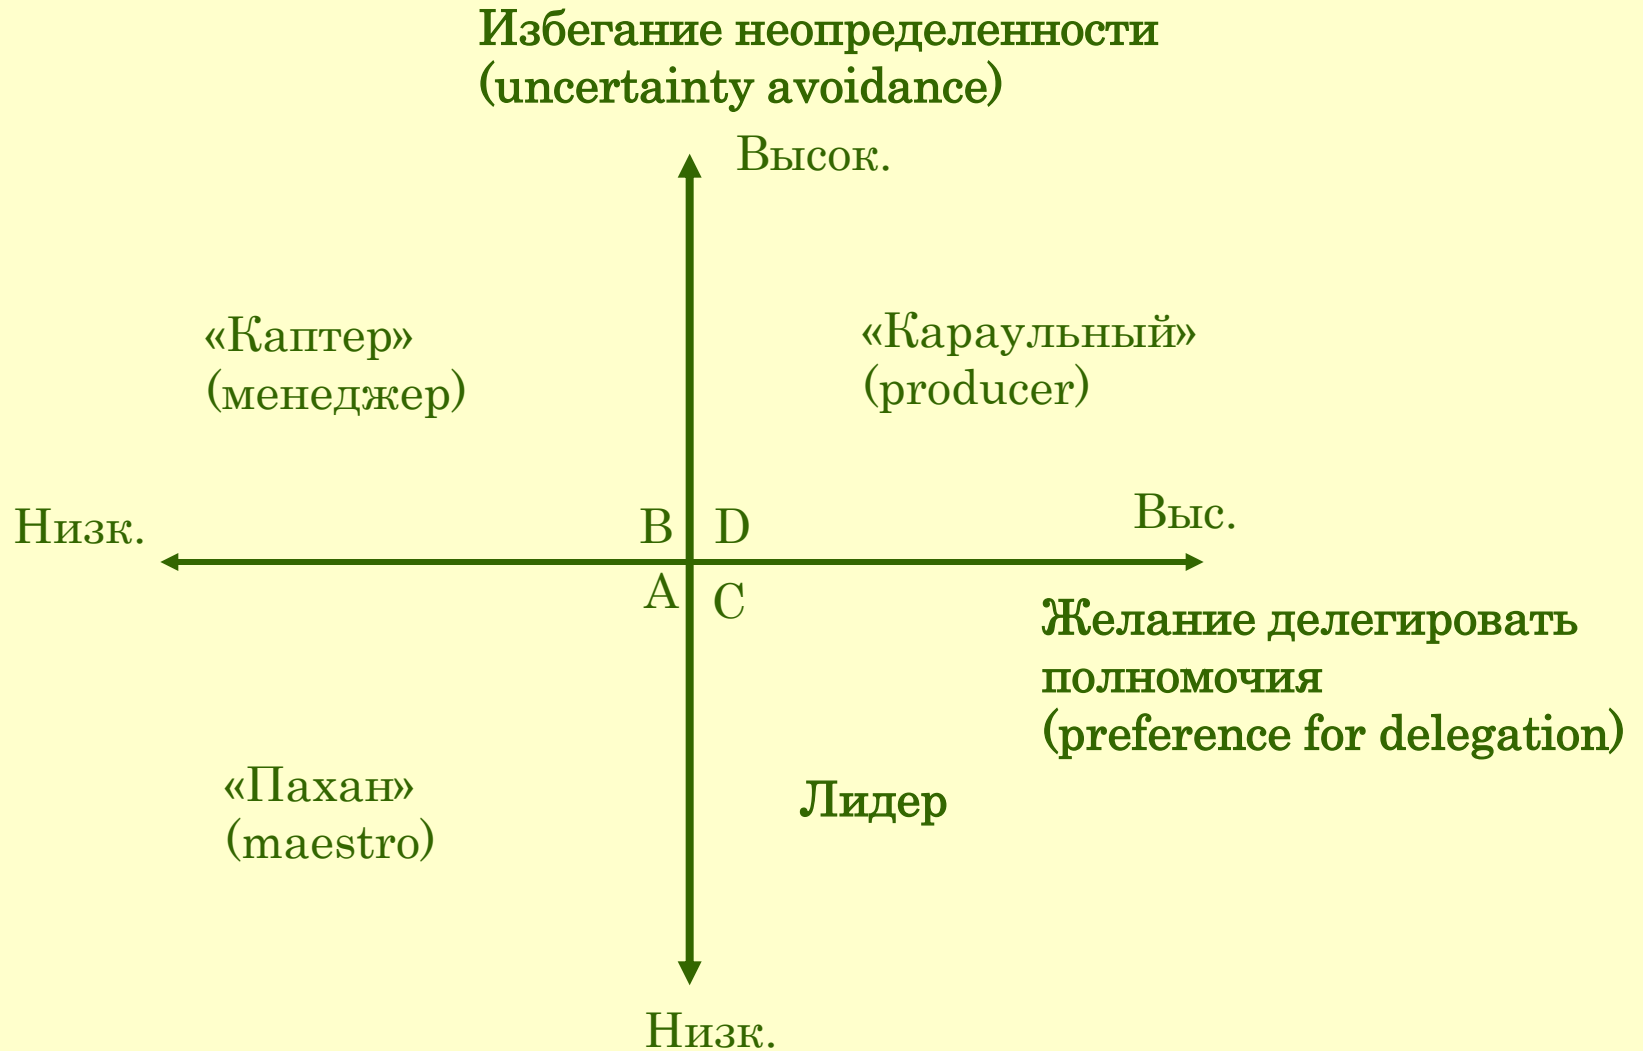 Избегание неопределенности
(uncertainty avoidance)
Высок.
«Каптер»
(менеджер)
«Караульный»
(producer)
Низк.
B D
Выс.
A C
Желание делегировать
полномочия
(preference for delegation)
«Пахан»
(maestro)
Лидер
Низк.